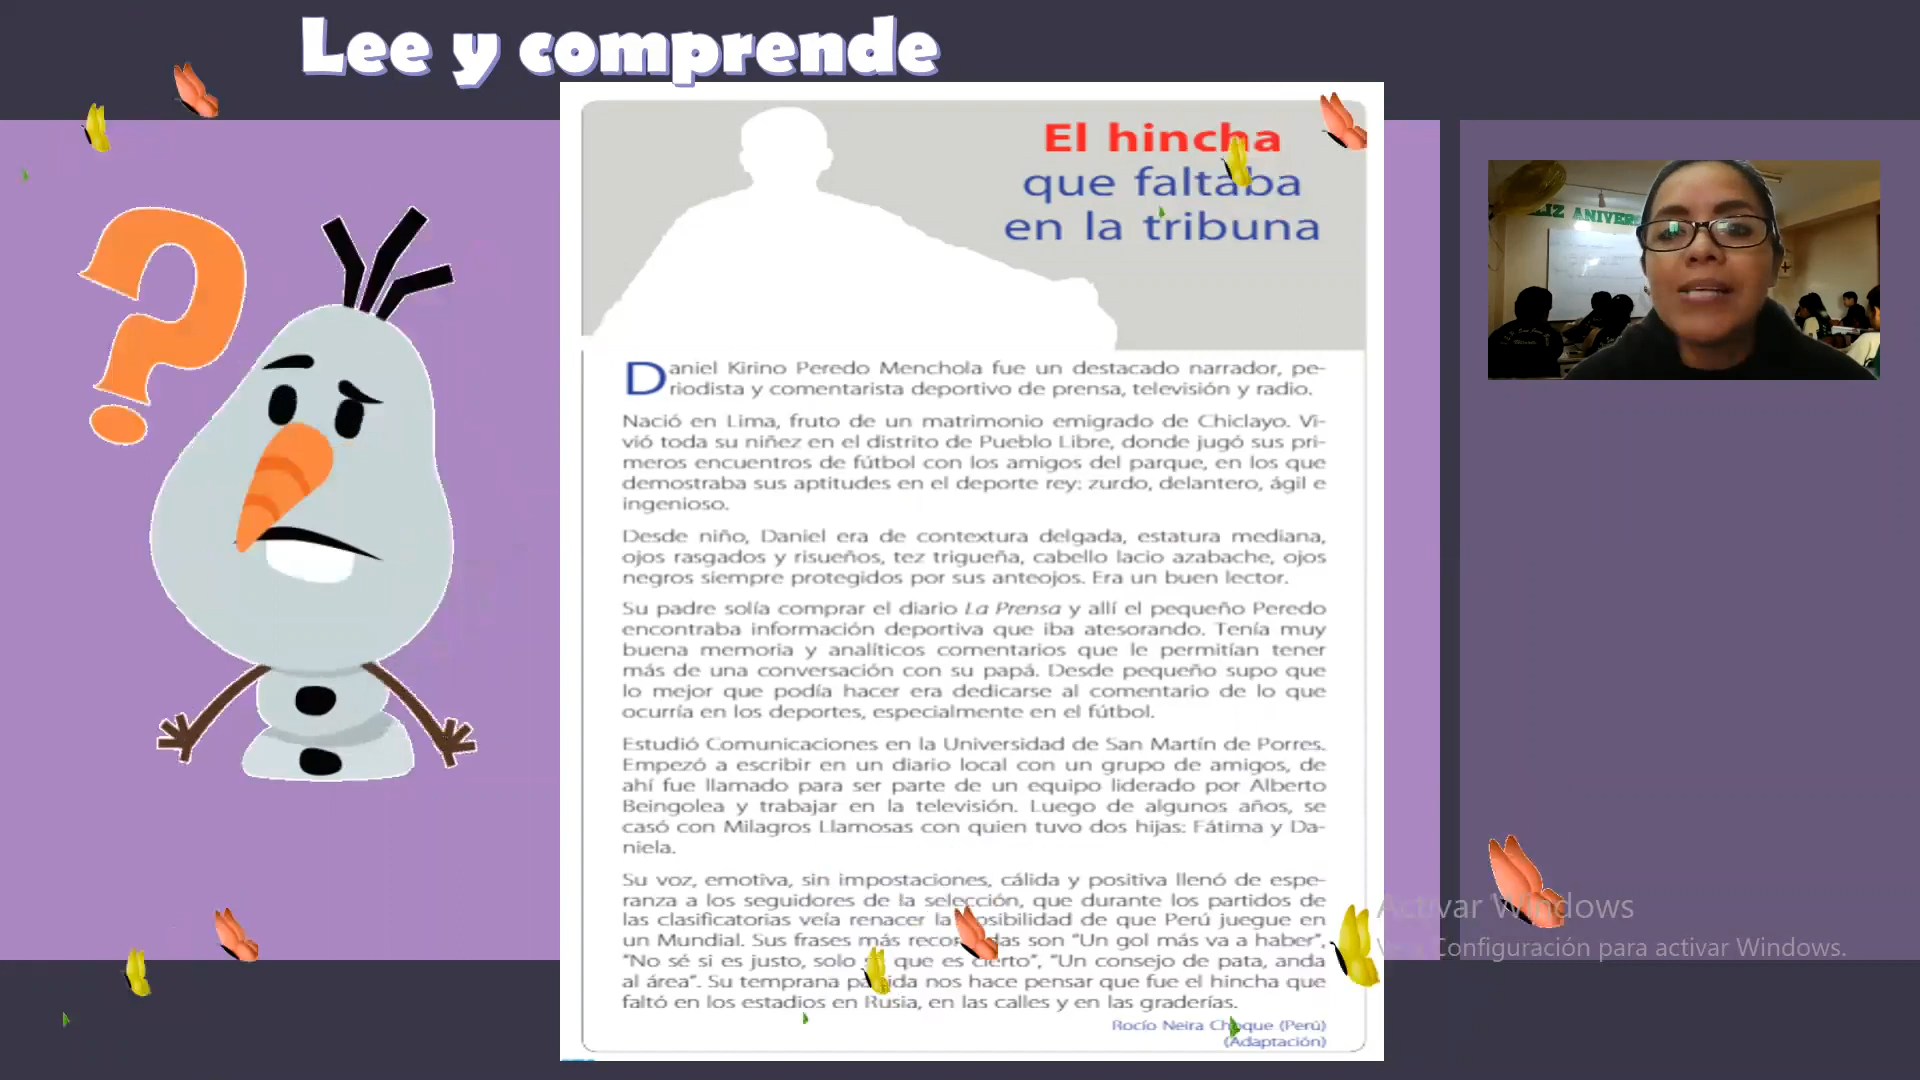 Lee y comprende
El hincha
que faltaba
en la tribuna
Daniel Kirino Peredo Menchola fue un destacado narrador, pe-
riodista y comentarista deportivo de prensa, televisión y radio.
Nació en Lima, fruto de un matrimonio emigrado de Chiclayo. Vi-
vió toda su niñez en el distrito de Pueblo Libre, donde jugó sus pri-
meros encuentros de fútbol con los amigos del parque, en los que
demostraba sus aptitudes en el deporte rey: zurdo, delantero, ágil e
ingenioso.
Desde niño, Daniel era de contextura delgada, estatura mediana,
ojos rasgados y risueños, tez trigueña, cabello lacio azabache, ojos
negros siempre protegidos por sus anteojos. Era un buen lector.
Su padre solía comprar el diario La Prensa y allí el pequeño Peredo
encontraba información deportiva que iba atesorando. Tenía muy
buena memoria y analíticos comentarios que le permitían tener
más de una conversación con su papá. Desde pequeño supo que
lo mejor que podía hacer era dedicarse al comentario de lo que
ocurría en los deportes, especialmente en el fútbol.
Estudió Comunicaciones en la Universidad de San Martín de Porres.
Empezó a escribir en un diario local con un grupo de amigos, de
ahí fue llamado para ser parte de un equipo liderado por Alberto
Beingolea y trabajar en la televisión. Luego de algunos años, se
casó con Milagros Llamosas con quien tuvo dos hijas: Fátima y Da-
niela.
Su voz, emotiva, sin impostaciones, cálida y positiva llenó de espe-
ranza a los seguidores de la selección, que durante los partidos de
las clasificatorias veía renacer la posibilidad de que Perú juegue en
un Mundial. Sus frases más recordadas son "Un gol más va a haber",
"No sé si es justo, solo sé que es cierto", "Un consejo de pata, anda
al área". Su temprana partida nos hace pensar que fue el hincha que
faltó en los estadios en Rusia, en las calles y en las graderías.
Rocío Neira Choque (Perú)
(Adaptación)
Activar Windows
Configuración para activar Windows.